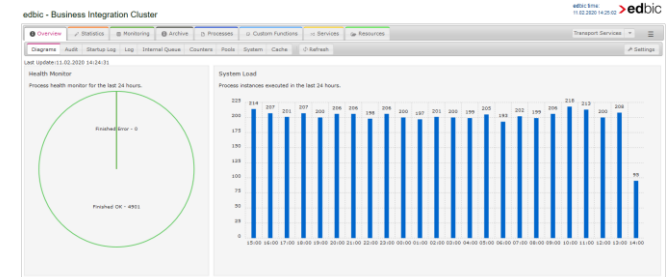 edbic time:
11.02.2020 14:25:02
>edbic
edbic - Business Integration Cluster
Overview Statistics Monitoring Archive Processes Custom Functions Services Resources
Transport Services
Diagrams Audit Startup Log Log Internal Queue Counters Pools System Cache Refresh
Settings
Last Update:11.02.2020 14:24:31
Health Monitor
Process health monitor for the last 24 hours.
Finished Error - 0
Finished OK - 4901
System Load
Process instances executed in the last 24 hours.
225
200
175
150
125
100
75
50
25
0
214 207 201 207 200 206 206 198 206 200 197 201 200 199 205 193 202 199 206 218 213 200 208 95
15:00 16:00 17:00 18:00 19:00 20:00 21:00 22:00 23:00 00:00 01:00 02:00 03:00 04:00 05:00 06:00 07:00 08:00 09:00 10:00 11:00 12:00 13:00 14:00